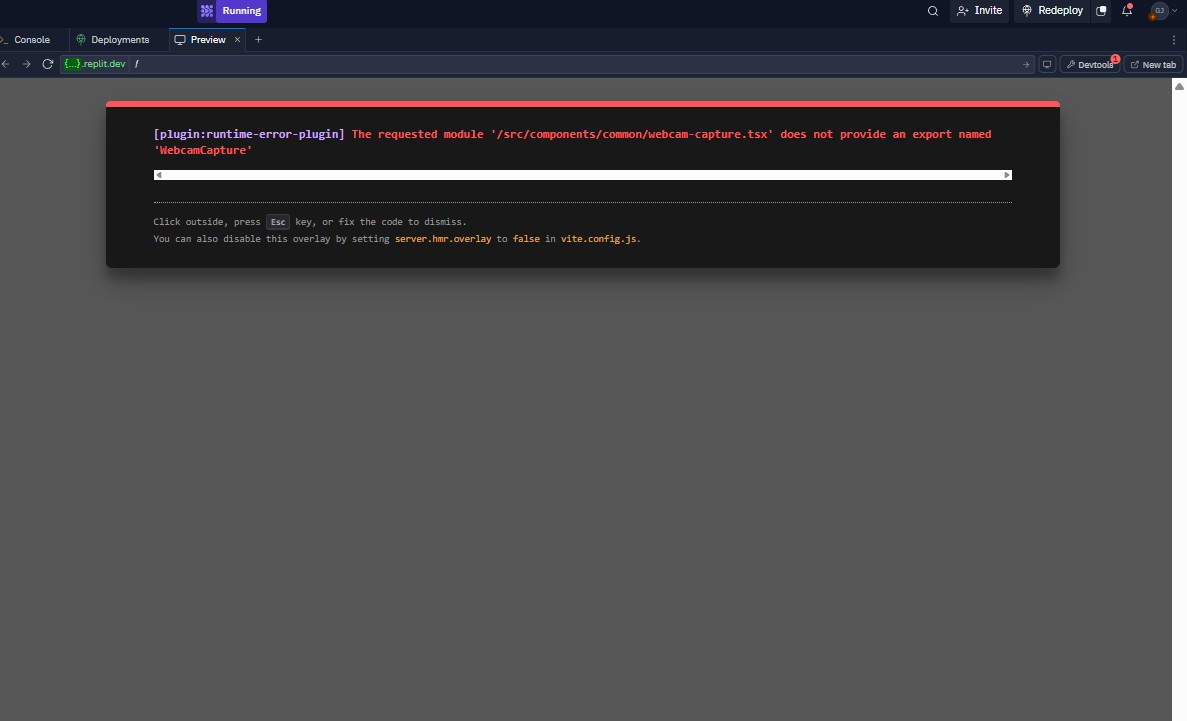 Running
Invite
Redeploy
GJ
Console
Deployments
Preview
{...}.replit.dev /
Devtools
1
New tab
[plugin:runtime-error-plugin] The requested module '/src/components/common/webcam-capture.tsx' does not provide an export named
'WebcamCapture'
Click outside, press Esc key, or fix the code to dismiss.
You can also disable this overlay by setting server.hmr.overlay to false in vite.config.js.